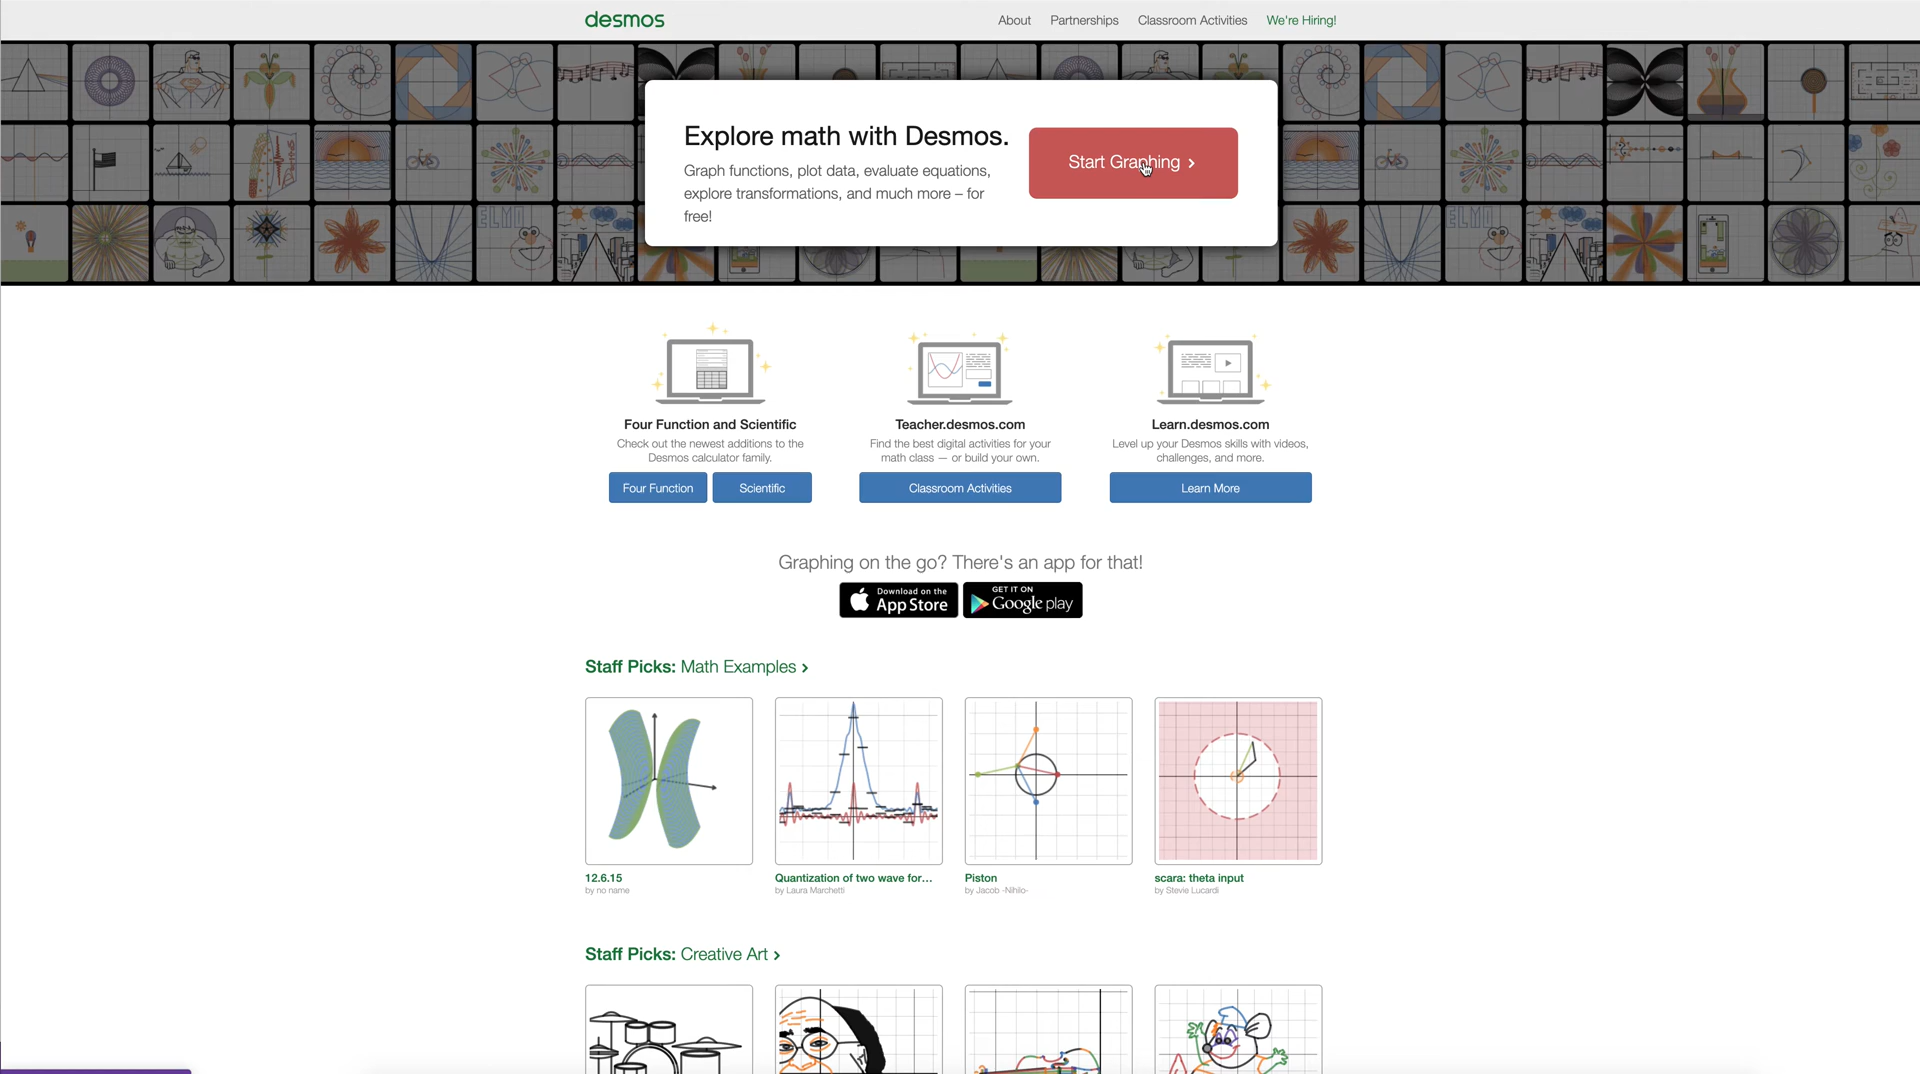 desmos
About Partnerships Classroom Activities We're Hiring!
Explore math with Desmos.
Graph functions, plot data, evaluate equations,
explore transformations, and much more – for
free!
Start Graphing ›
Four Function and Scientific
Check out the newest additions to the
Desmos calculator family.
Four Function Scientific
Teacher.desmos.com
Find the best digital activities for your
math class — or build your own.
Classroom Activities
Learn.desmos.com
Level up your Desmos skills with videos,
challenges, and more.
Learn More
Graphing on the go? There's an app for that!
Download on the
App Store
GET IT ON
Google play
Staff Picks: Math Examples ›
12.6.15
by no name
Quantization of two wave for...
by Laura Marchetti
Piston
by Jacob -Nihilo-
scara: theta input
by Stevie Lucardi
Staff Picks: Creative Art ›
ELMO
ELMO